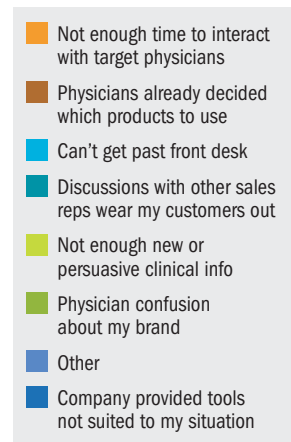 Not enough time to interact
with target physicians
Physicians already decided
which products to use
Can't get past front desk
Discussions with other sales
reps wear my customers out
Not enough new or
persuasive clinical info
Physician confusion
about my brand
Other
Company provided tools
not suited to my situation